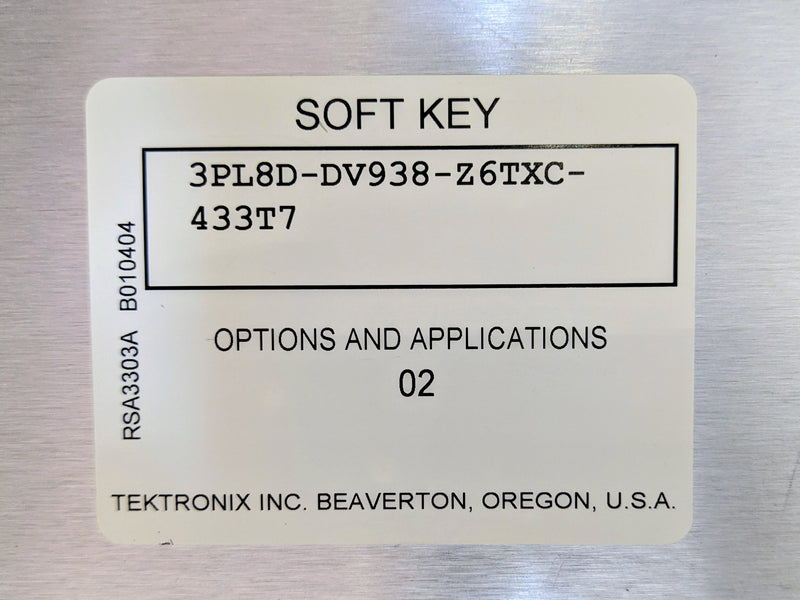 SOFT KEY
3PL8D-DV938-Z6TXC-
433T7
RSA3303A B010404
OPTIONS AND APPLICATIONS
02
TEKTRONIX INC. BEAVERTON, OREGON, U.S.A.